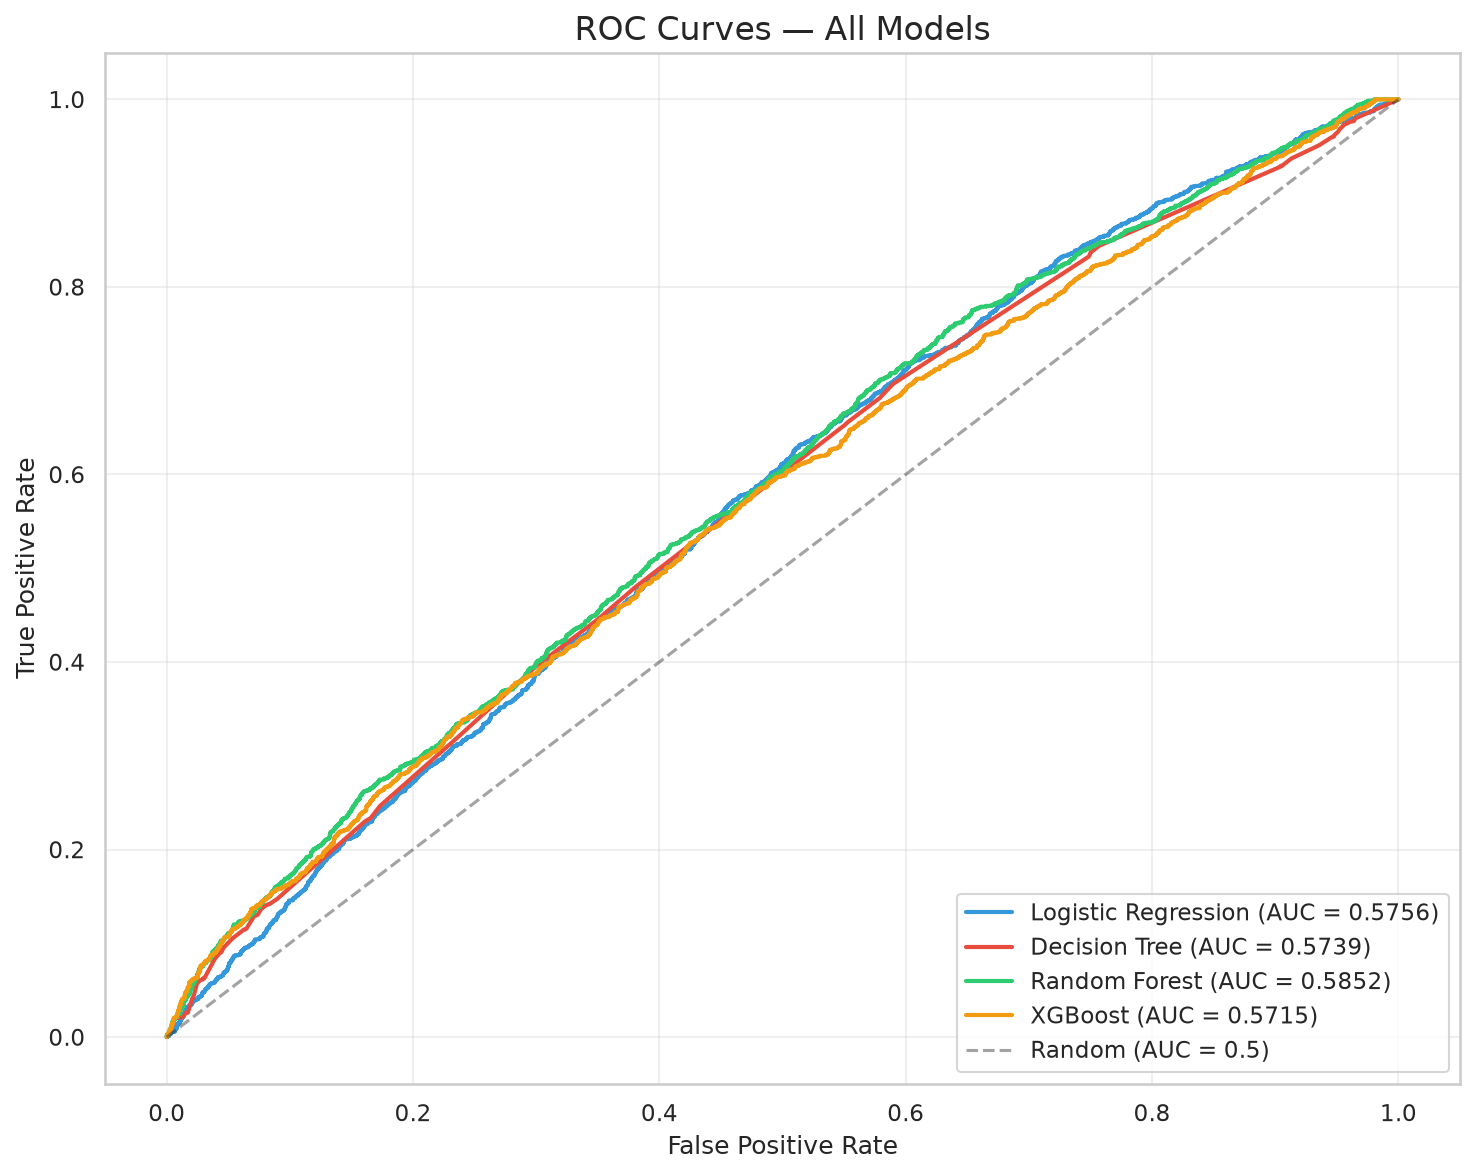 ROC Curves — All Models
True Positive Rate
1.0
0.8
0.6
0.4
0.2
0.0
0.0 0.2 0.4 0.6 0.8 1.0
False Positive Rate
Logistic Regression (AUC = 0.5756)
Decision Tree (AUC = 0.5739)
Random Forest (AUC = 0.5852)
XGBoost (AUC = 0.5715)
Random (AUC = 0.5)